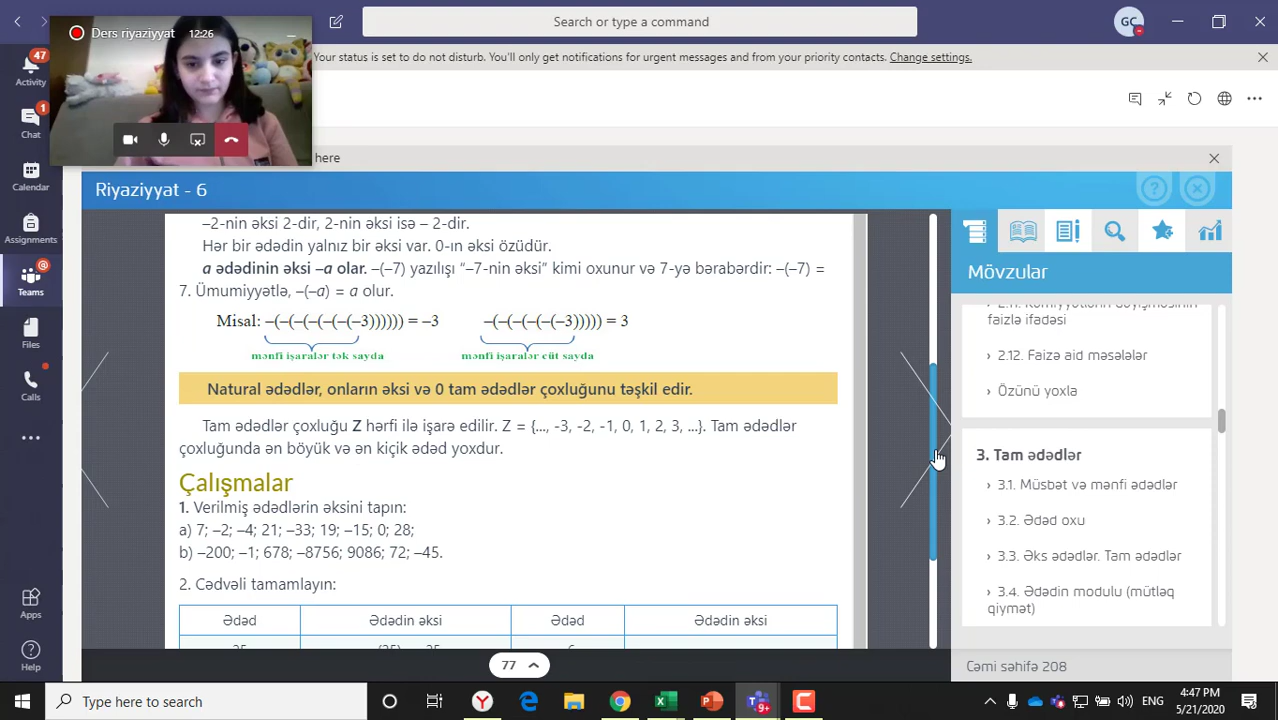 Search or type a command
GC
Ders riyaziyyat 12:26
Your status is set to do not disturb. You'll only get notifications for urgent messages and from your priority contacts. Change settings.
here
47
Activity
1
Chat
Calendar
Assignments
Teams
Files
Calls
Apps
Help
Riyaziyyat - 6
–2-nin əksi 2-dir, 2-nin əksi isə – 2-dir.
Hər bir ədədin yalnız bir əksi var. 0-ın əksi özüdür.
a ədədinin əksi –a olar. –(–7) yazılışı “–7-nin əksi” kimi oxunur və 7-yə bərabərdir: –(–7) =
7. Ümumiyyətlə, –(–a) = a olur.
Misal: –(–(–(–(–(–(–3)))))) = –3 –(–(–(–(–(–3))))) = 3
mənfi işarələr tək sayda mənfi işarələr cüt sayda
Natural ədədlər, onların əksi və 0 tam ədədlər çoxluğunu təşkil edir.
Tam ədədlər çoxluğu Z hərfi ilə işarə edilir. Z = {..., -3, -2, -1, 0, 1, 2, 3, ...}. Tam ədədlər
çoxluğunda ən böyük və ən kiçik ədəd yoxdur.
Çalışmalar
1. Verilmiş ədədlərin əksini tapın:
a) 7; –2; –4; 21; –33; 19; –15; 0; 28;
b) –200; –1; 678; –8756; 9086; 72; –45.
2. Cədvəli tamamlayın:
Ədəd Ədədin əksi Ədəd Ədədin əksi
77
Mövzular
faizlə ifadəsi
2.12. Faizə aid məsələlər
Özünü yoxla
3. Tam ədədlər
3.1. Müsbət və mənfi ədədlər
3.2. Ədəd oxu
3.3. Əks ədədlər. Tam ədədlər
3.4. Ədədin modulu (mütləq
qiymət)
Cəmi səhifə 208
Type here to search
9+
ENG
4:47 PM
5/21/2020